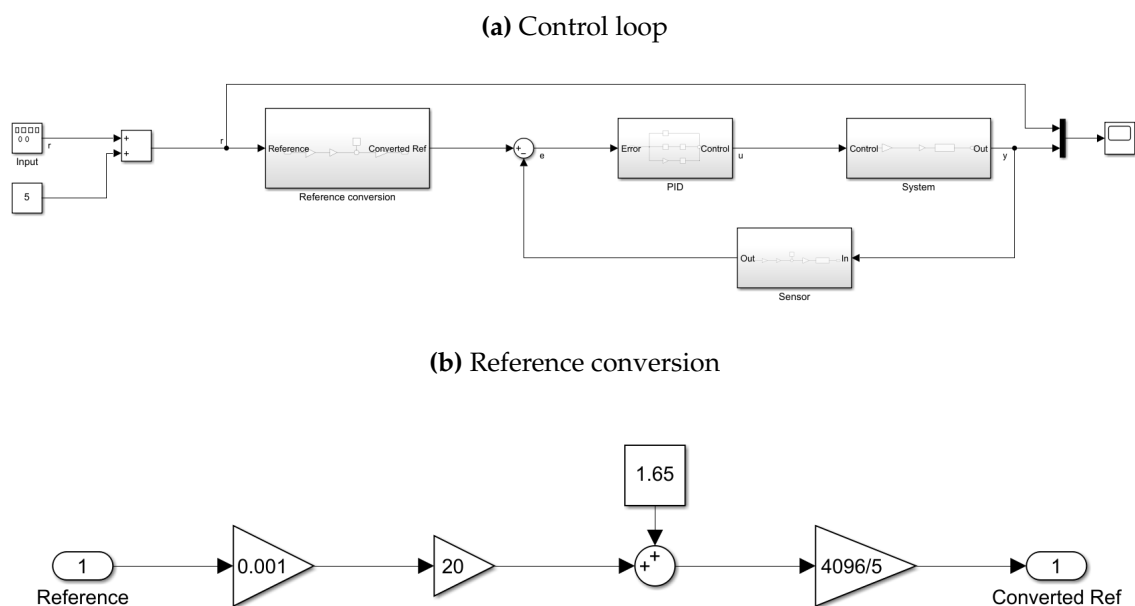 (a) Control loop
Input
r
5
+
+
r
Reference
Converted Ref
Reference conversion
+
−
e
Error
Control
PID
u
Control
Out
System
y
Out
In
Sensor
(b) Reference conversion
1.65
1
Reference
0.001
20
+
+
4096/5
1
Converted Ref